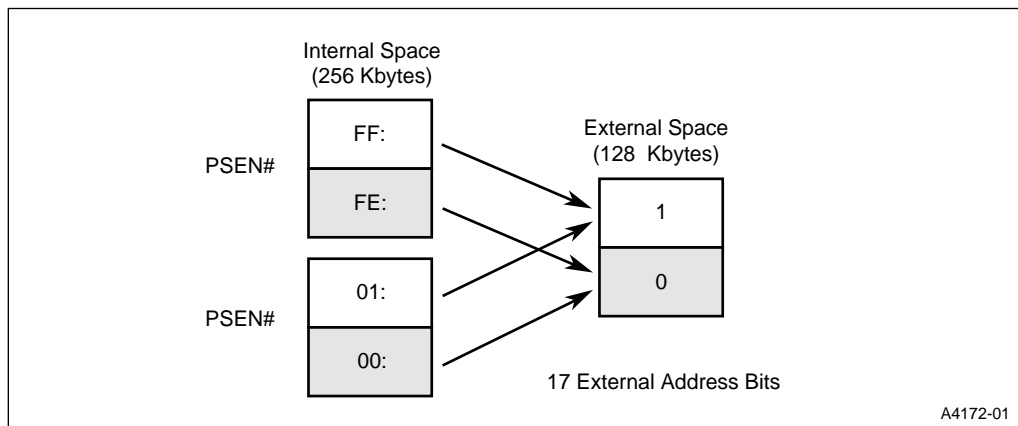 Internal Space
(256 Kbytes)
FF:
PSEN#
FE:
01:
PSEN#
00:
External Space
(128 Kbytes)
1
0
17 External Address Bits
A4172-01